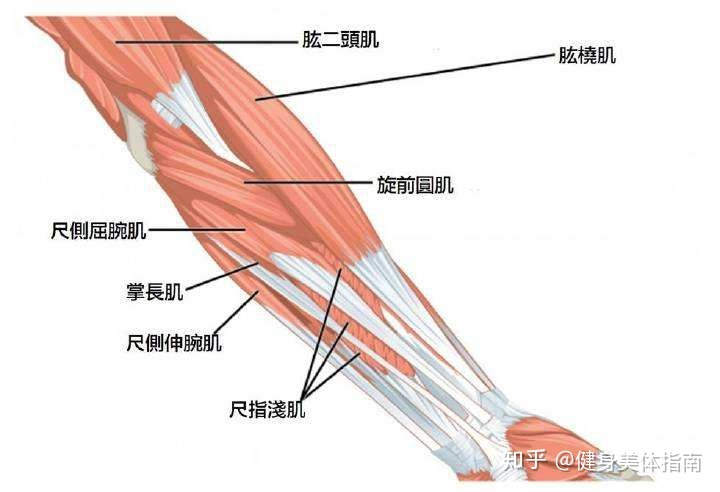 肱二頭肌
肱橈肌
旋前圓肌
尺側屈腕肌
掌長肌
尺側伸腕肌
尺指淺肌
知乎 @健身美体指南